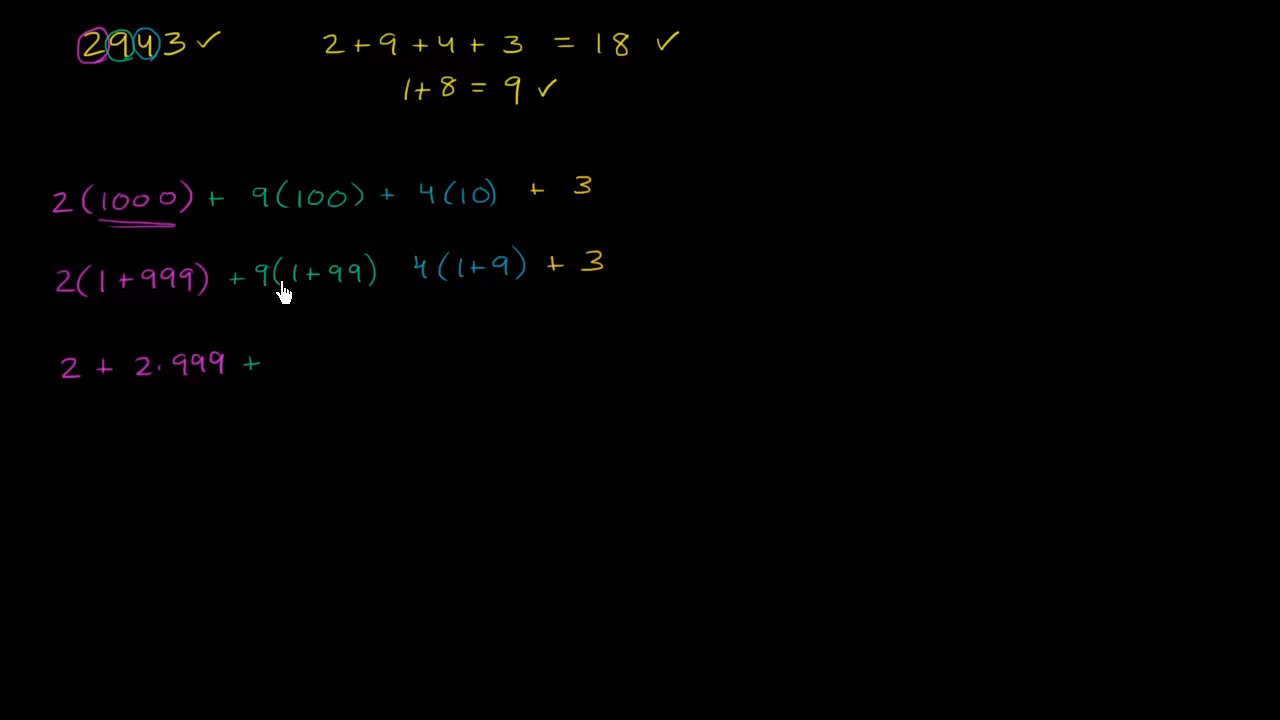 2943 ✓ 2 + 9 + 4 + 3 = 18 ✓
1 + 8 = 9 ✓
2(1000) + 9(100) + 4(10) + 3
2(1+999) + 9(1+99) 4(1+9) + 3
2 + 2·999 +